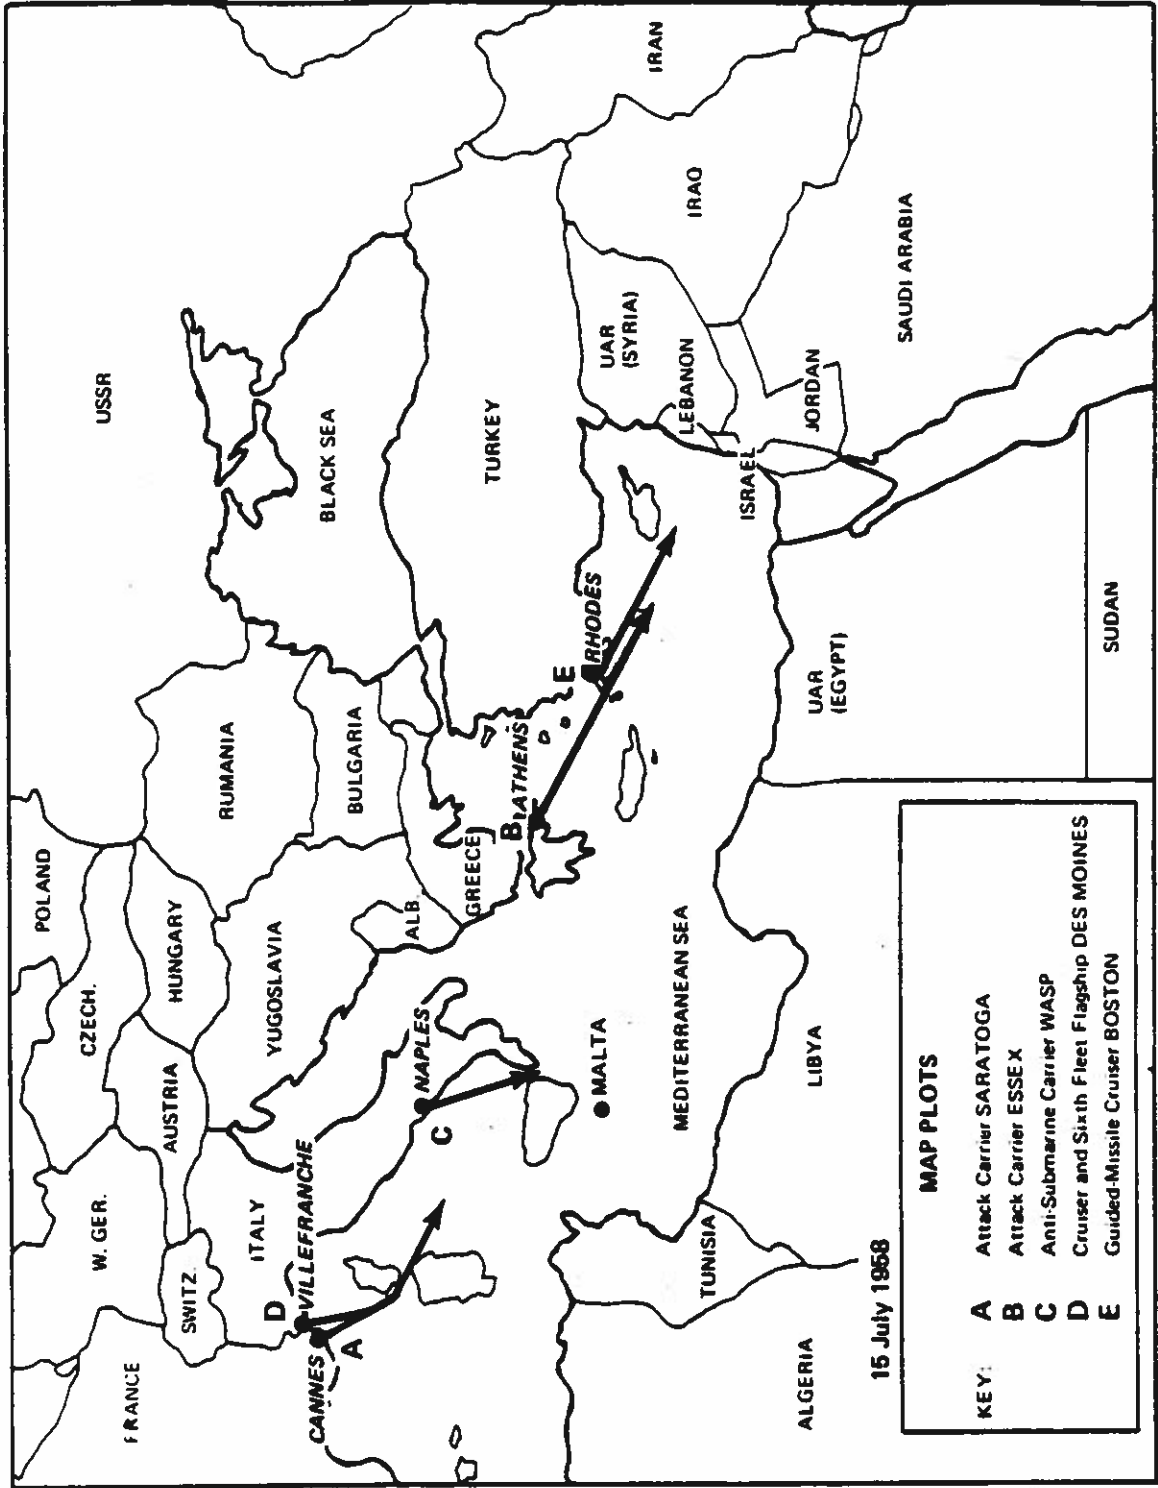 USSR
POLAND
CZECH.
W. GER.
FRANCE
SWITZ.
AUSTRIA
HUNGARY
RUMANIA
YUGOSLAVIA
ITALY
BULGARIA
BLACK SEA
ALB.
GREECE
TURKEY
IRAN
IRAQ
UAR
(SYRIA)
LEBANON
ISRAEL
JORDAN
SAUDI ARABIA
D
VILLEFRANCHE
CANNES
A
NAPLES
C
B
ATHENS
E
RHODES
MALTA
MEDITERRANEAN SEA
TUNISIA
ALGERIA
LIBYA
UAR
(EGYPT)
SUDAN
15 July 1958
MAP PLOTS
KEY: A Attack Carrier SARATOGA
B Attack Carrier ESSEX
C Anti-Submarine Carrier WASP
D Cruiser and Sixth Fleet Flagship DES MOINES
E Guided-Missile Cruiser BOSTON